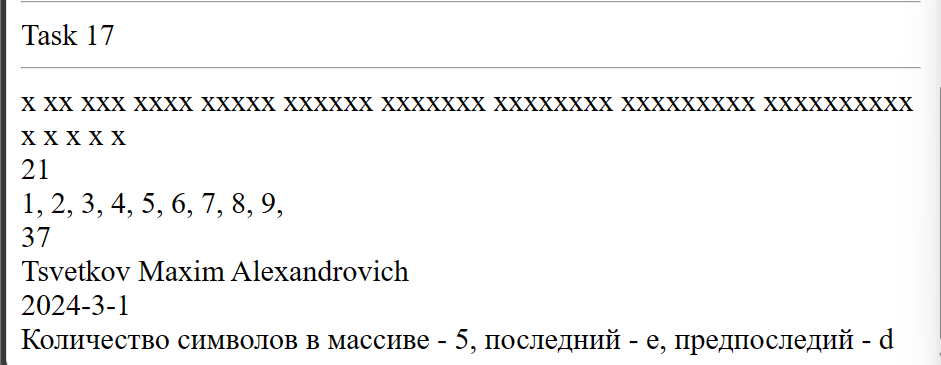 Task 17
x xx xxx xxxx xxxxx xxxxxx xxxxxxx xxxxxxxx xxxxxxxxx xxxxxxxxxx
x x x x x
21
1, 2, 3, 4, 5, 6, 7, 8, 9,
37
Tsvetkov Maxim Alexandrovich
2024-3-1
Количество символов в массиве - 5, последний - e, предпоследий - d